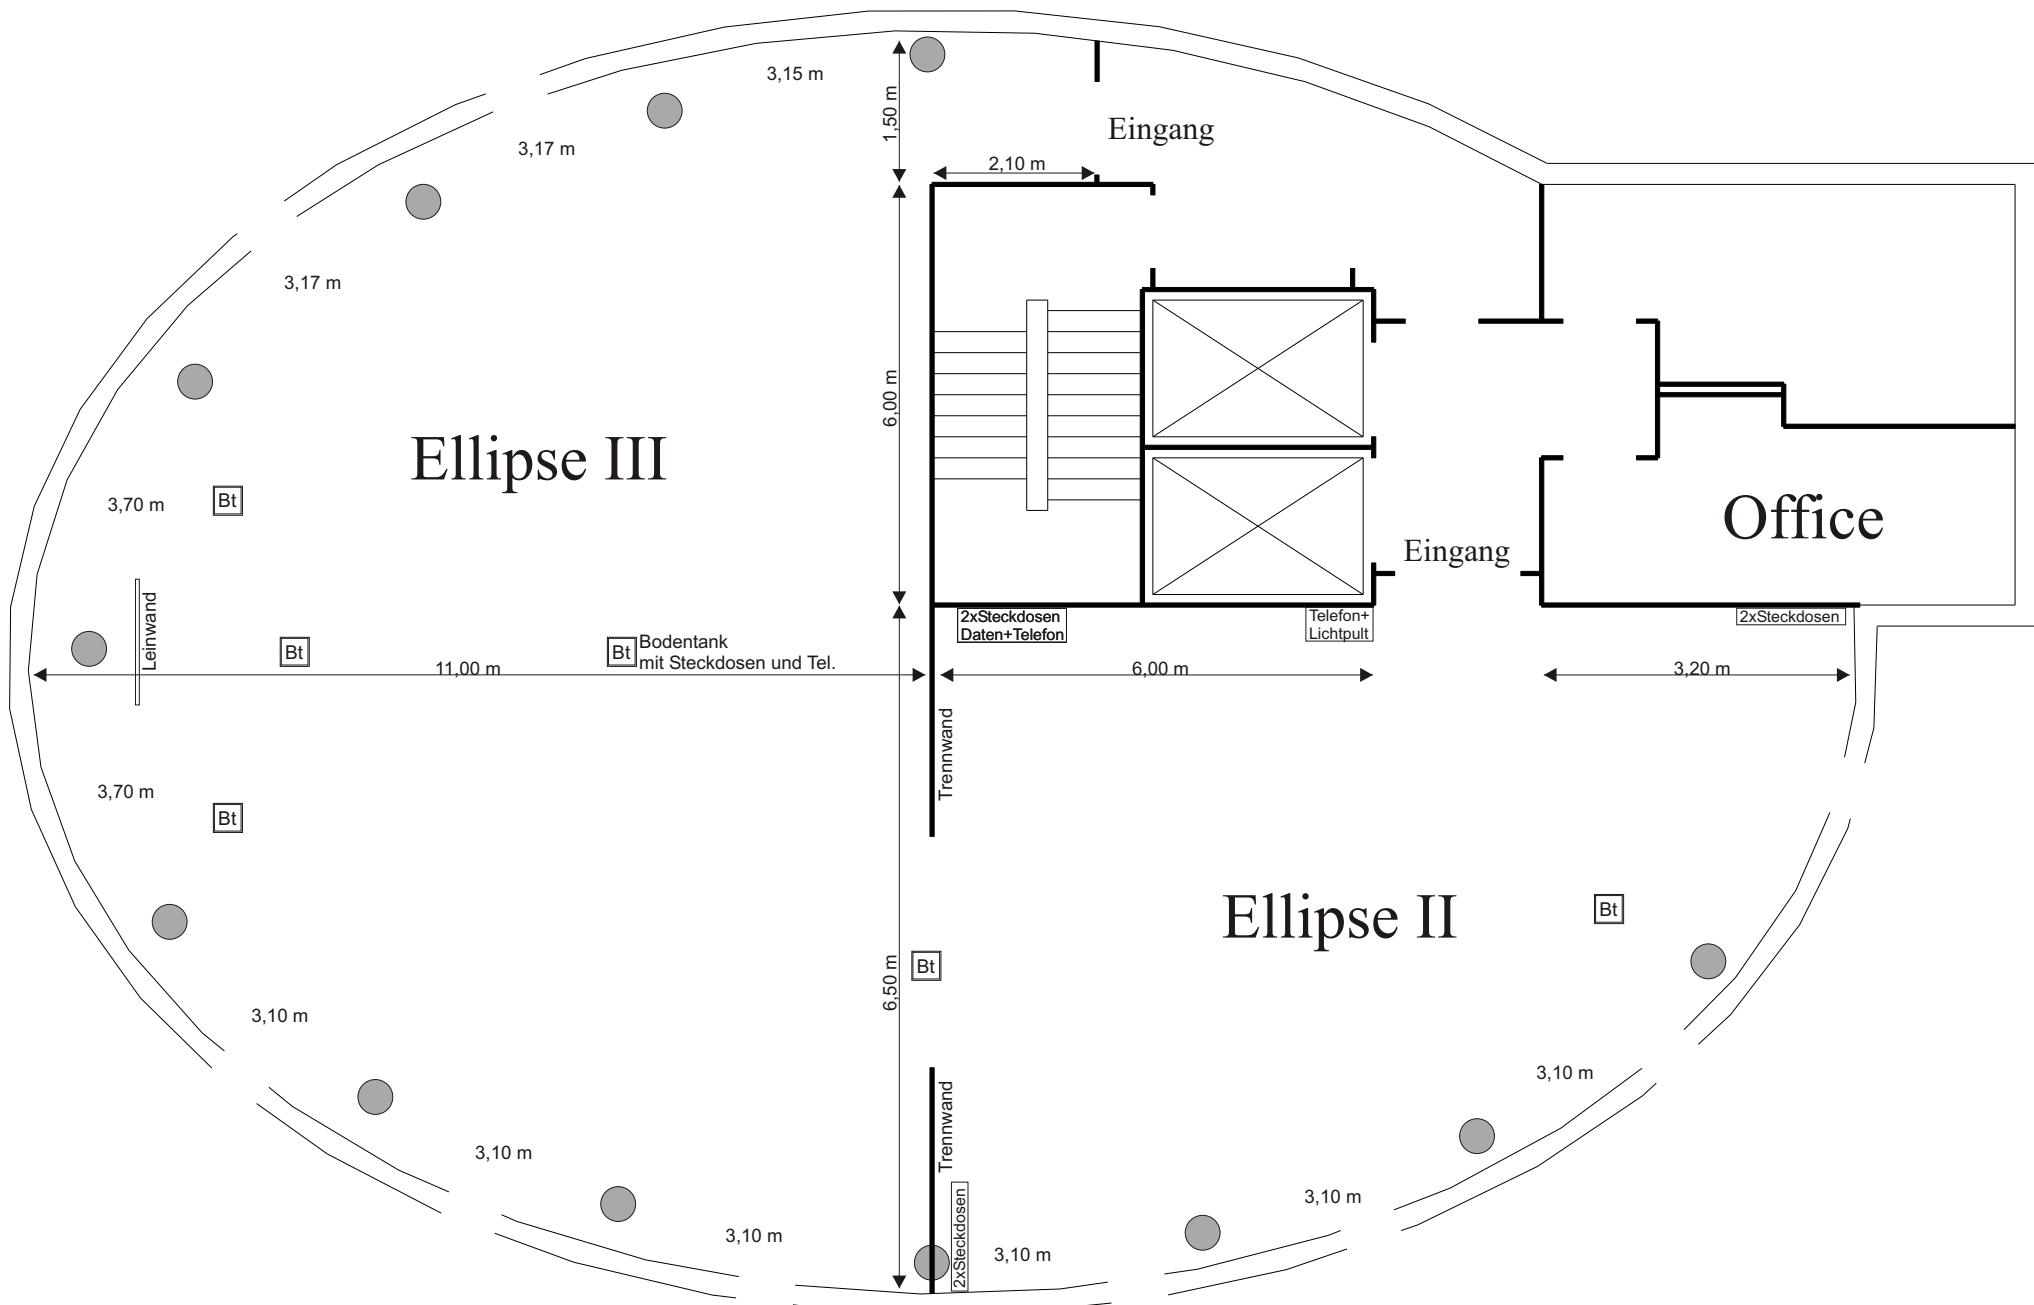 3,15 m
1,50 m
Eingang
3,17 m
2,10 m
3,17 m
6,00 m
Ellipse III
3,70 m
Bt
Office
Eingang
Leinwand
2xSteckdosen
Daten+Telefon
Telefon+
Lichtpult
2xSteckdosen
Bt
Bt
Bodentank
mit Steckdosen und Tel.
11,00 m
6,00 m
3,20 m
Trennwand
3,70 m
Bt
Ellipse II
Bt
Bt
6,50 m
3,10 m
3,10 m
Trennwand
3,10 m
3,10 m
2xSteckdosen
3,10 m
3,10 m